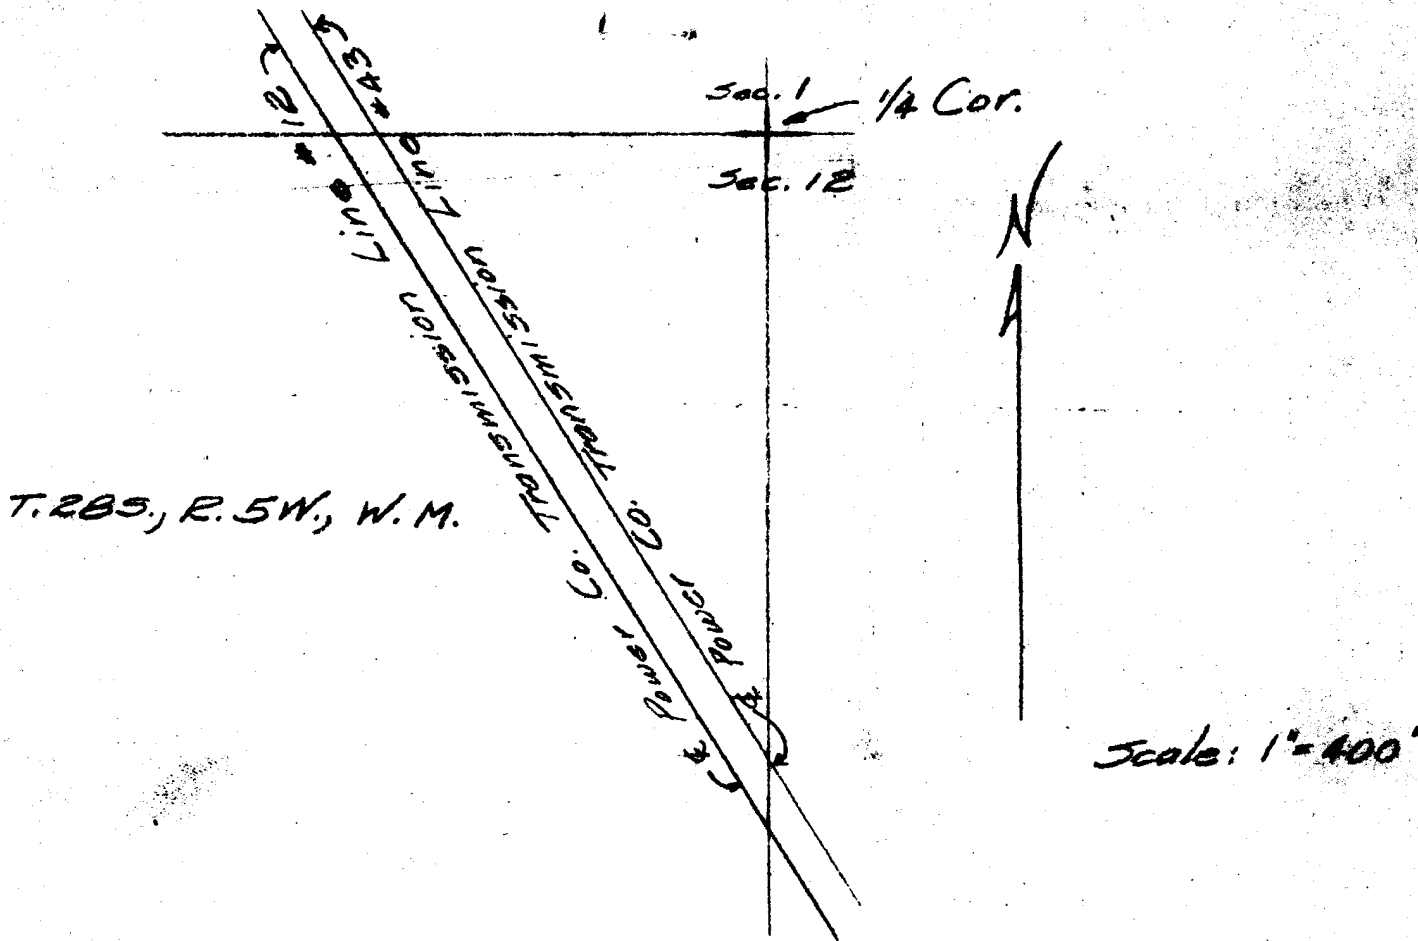 Sec. 1
1/4 Cor.
Sec. 12
N
℄ Power Co. Transmission Line #43
℄ Power Co. Transmission Line #12
T.28S., R.5W., W.M.
Scale: 1"=400'